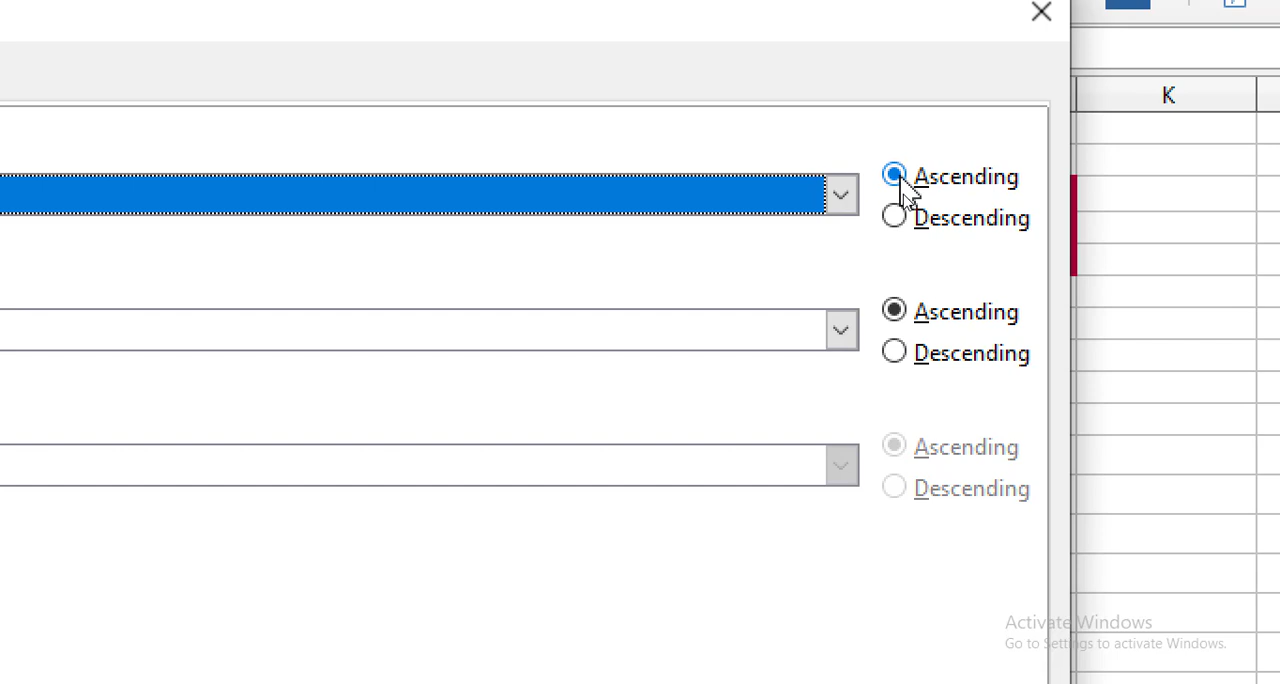 K
Ascending
Descending
Ascending
Descending
Ascending
Descending
Activate Windows
Go to Settings to activate Windows.